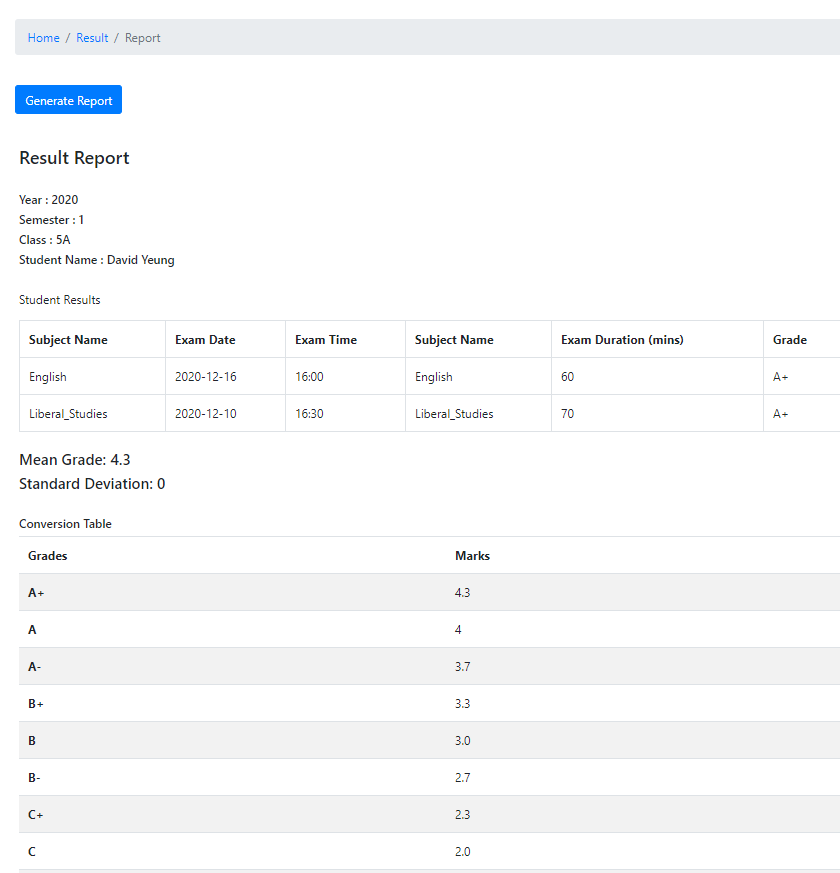 Home / Result / Report
Generate Report
Result Report
Year : 2020
Semester : 1
Class : 5A
Student Name : David Yeung
Student Results
Subject Name Exam Date Exam Time Subject Name Exam Duration (mins) Grade
English 2020-12-16 16:00 English 60 A+
Liberal_Studies 2020-12-10 16:30 Liberal_Studies 70 A+
Mean Grade: 4.3
Standard Deviation: 0
Conversion Table
Grades Marks
A+ 4.3
A 4
A- 3.7
B+ 3.3
B 3.0
B- 2.7
C+ 2.3
C 2.0